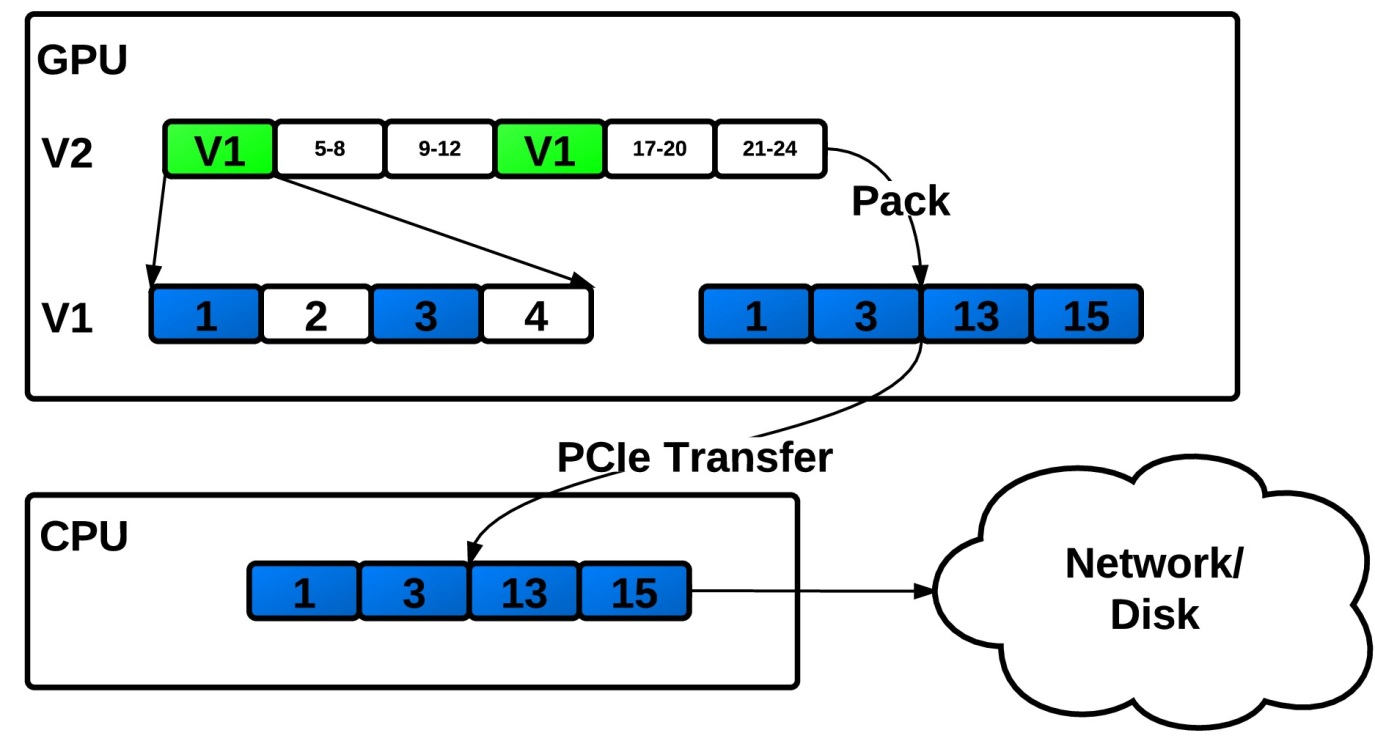 GPU
V2 V1 5-8 9-12 V1 17-20 21-24
Pack
V1 1 2 3 4 1 3 13 15
PCIe Transfer
CPU
1 3 13 15
Network/
Disk